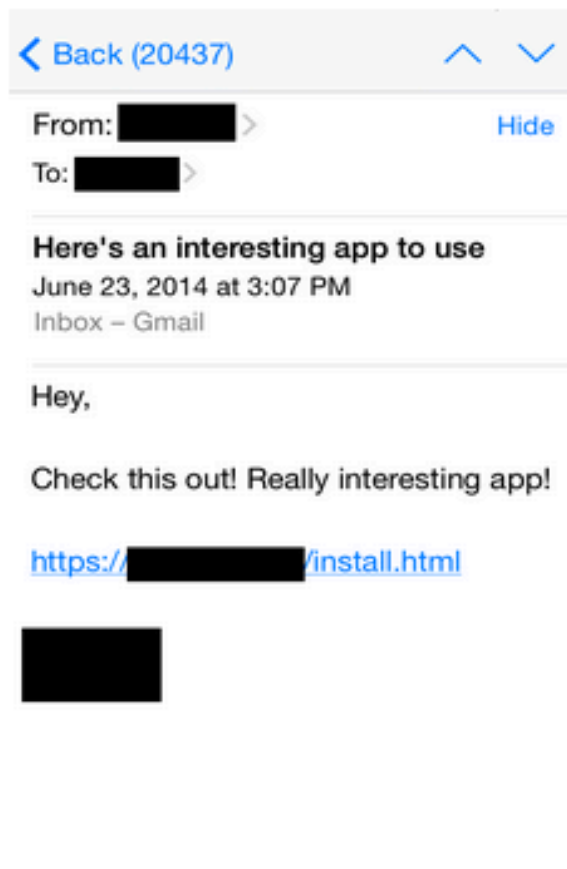 Back (20437)
From:
Hide
To:
Here's an interesting app to use
June 23, 2014 at 3:07 PM
Inbox – Gmail
Hey,
Check this out! Really interesting app!
https:// /install.html